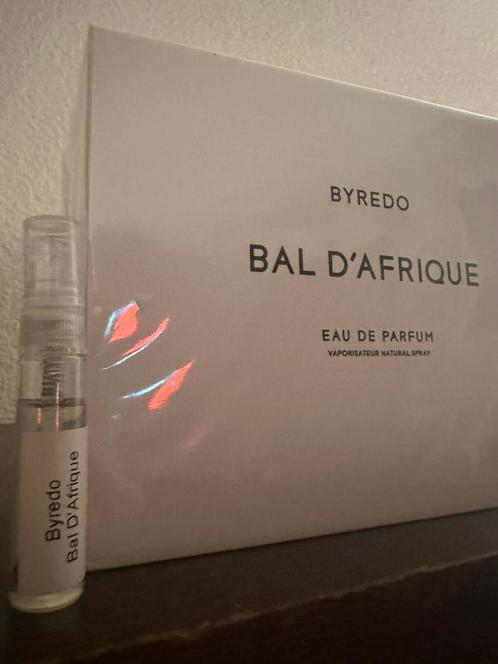 BYREDO
BAL D'AFRIQUE
EAU DE PARFUM
VAPORISATEUR NATURAL SPRAY
Byredo
Bal D'Afrique